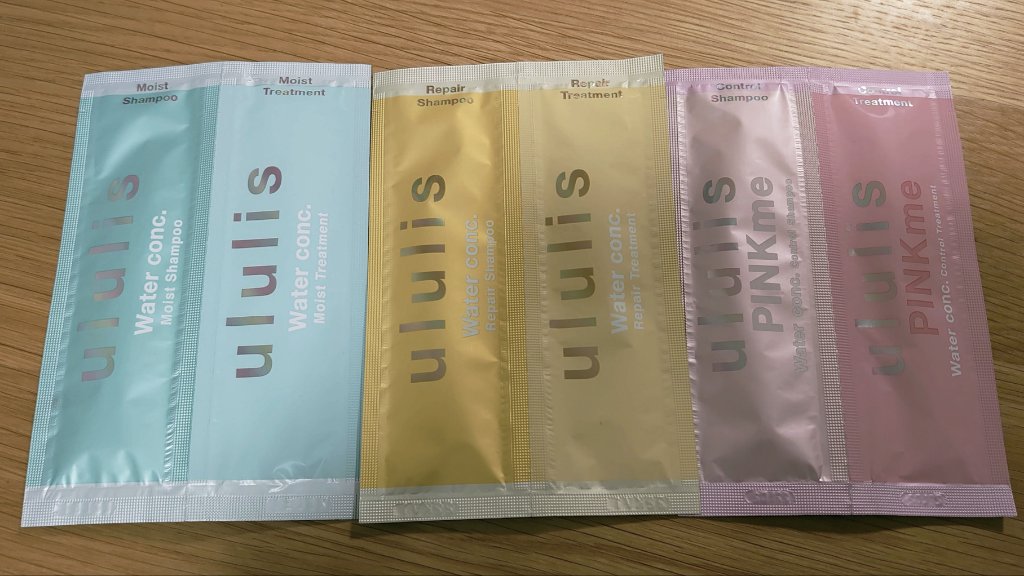 Moist
Shampoo
ululis
Water conc.
Moist Shampoo
Moist
Treatment
ululis
Water conc.
Moist Treatment
Repair
Shampoo
ululis
Water conc.
Repair Shampoo
Repair
Treatment
ululis
Water conc.
Repair Treatment
Control
Shampoo
ululis
PINKme
Water conc. Control Shampoo
Control
Treatment
ululis
PINKme
Water conc. Control Treatment